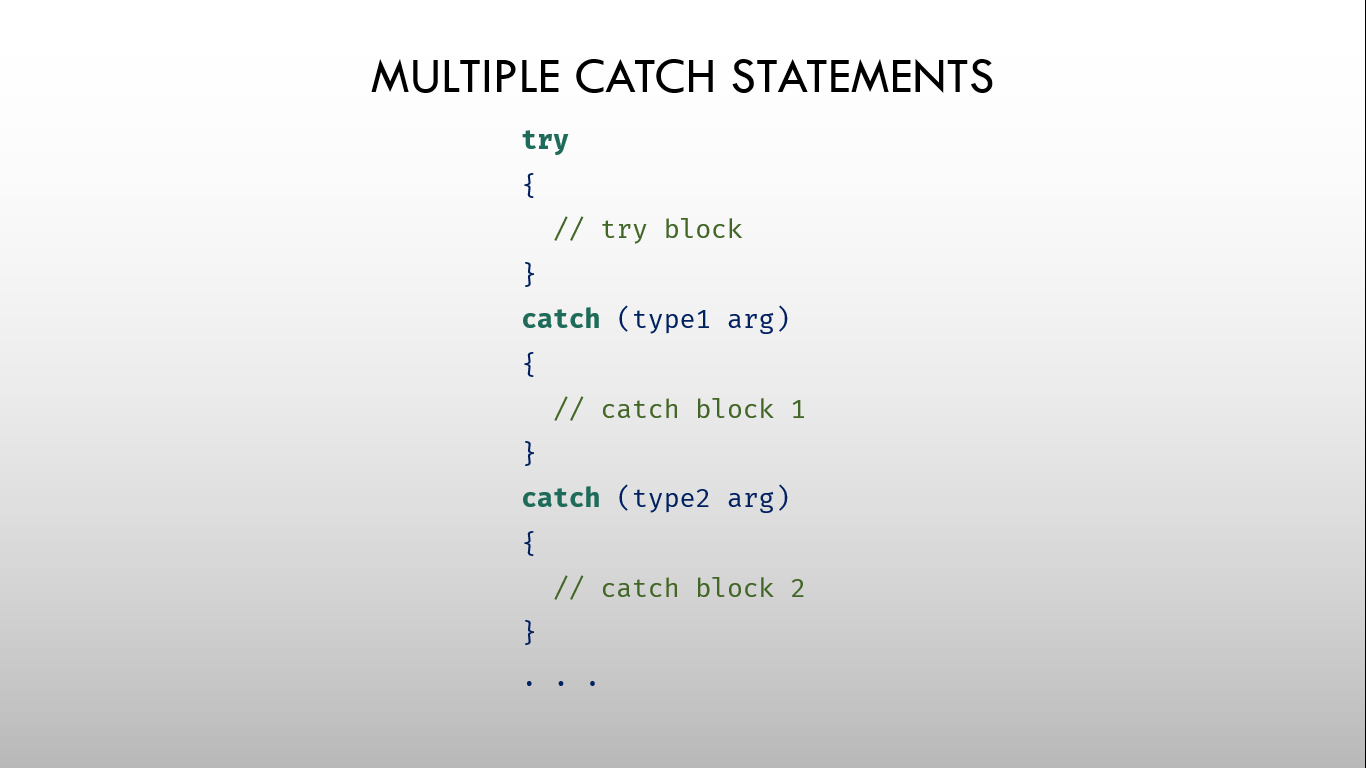 MULTIPLE CATCH STATEMENTS
try
{
  // try block
}
catch (type1 arg)
{
  // catch block 1
}
catch (type2 arg)
{
  // catch block 2
}
. . .